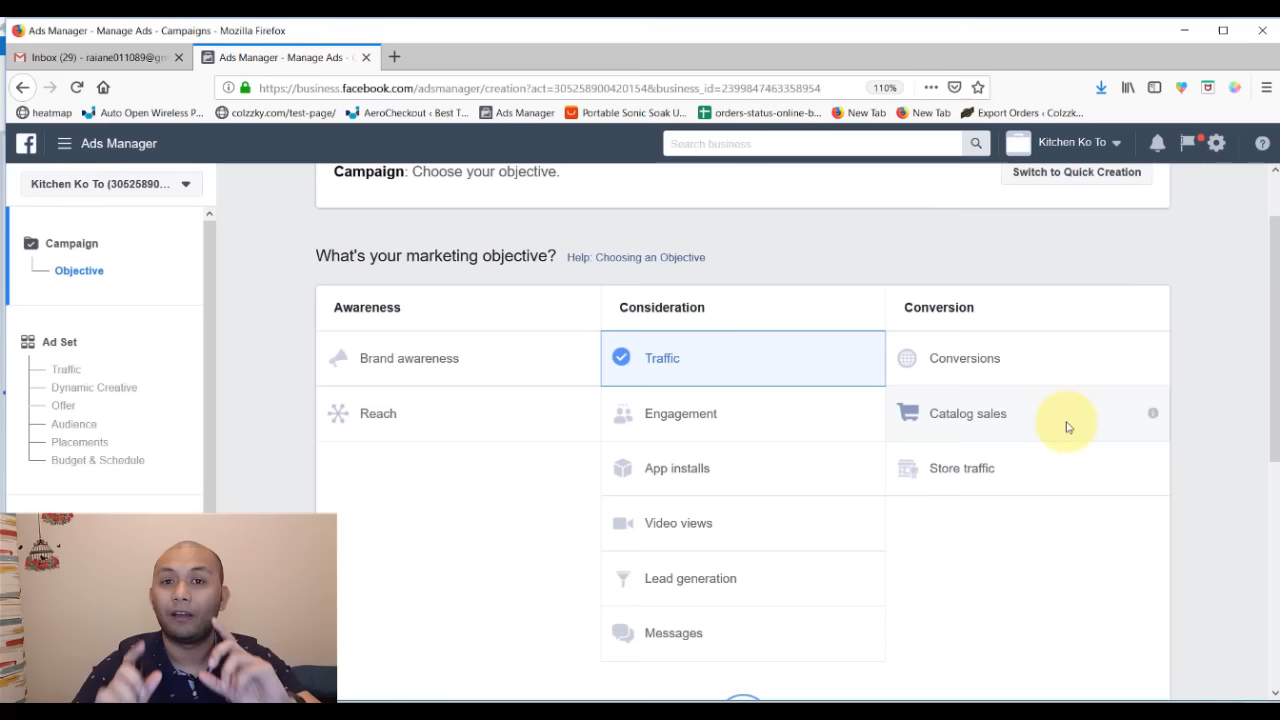 Ads Manager - Manage Ads - Campaigns - Mozilla Firefox
Inbox (29) - raiane011089@gm
Ads Manager - Manage Ads -
https://business.facebook.com/adsmanager/creation?act=305258900420154&business_id=2399847463358954
110%
heatmap
Auto Open Wireless P...
colzzky.com/test-page/
AeroCheckout ‹ Best T...
Ads Manager
Portable Sonic Soak U...
orders-status-online-b...
New Tab
New Tab
Export Orders ‹ Colzzk...
Ads Manager
Search business
Kitchen Ko To
Kitchen Ko To (30525890...
Campaign: Choose your objective.
Switch to Quick Creation
Campaign
Objective
Ad Set
Traffic
Dynamic Creative
Offer
Audience
Placements
Budget & Schedule
What's your marketing objective? Help: Choosing an Objective
Awareness
Consideration
Conversion
Brand awareness
Traffic
Conversions
Reach
Engagement
Catalog sales
App installs
Store traffic
Video views
Lead generation
Messages